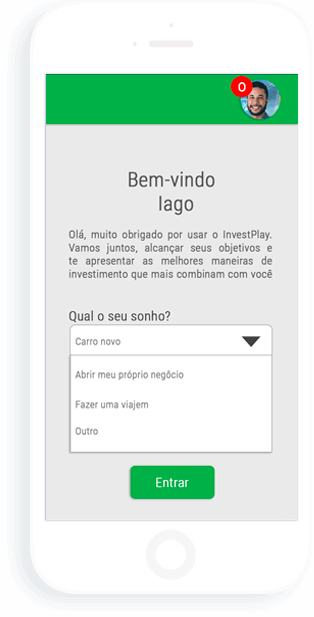 0
Bem-vindo
Iago
Olá, muito obrigado por usar o InvestPlay.
Vamos juntos, alcançar seus objetivos e
te apresentar as melhores maneiras de
investimento que mais combinam com você
Qual o seu sonho?
Carro novo
Abrir meu próprio negôcio
Fazer uma viajem
Outro
Entrar